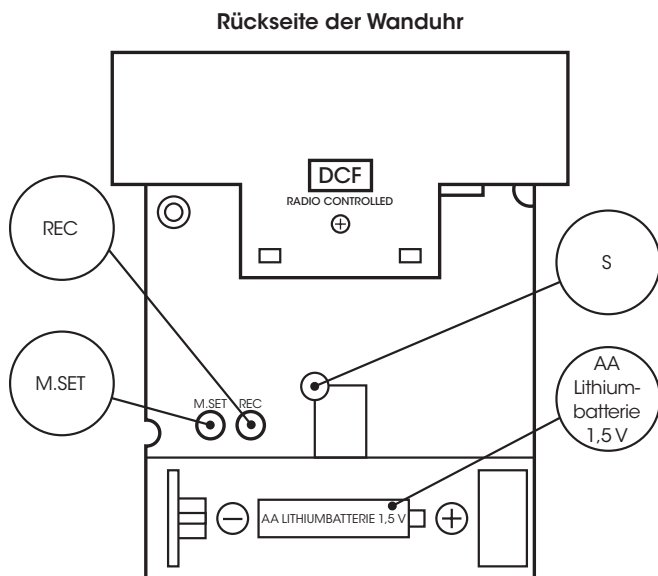 Rückseite der Wanduhr
DCF
RADIO CONTROLLED
REC
S
M.SET
AA
Lithium-
batterie
1,5 V
M.SET REC
AA LITHIUMBATTERIE 1,5 V